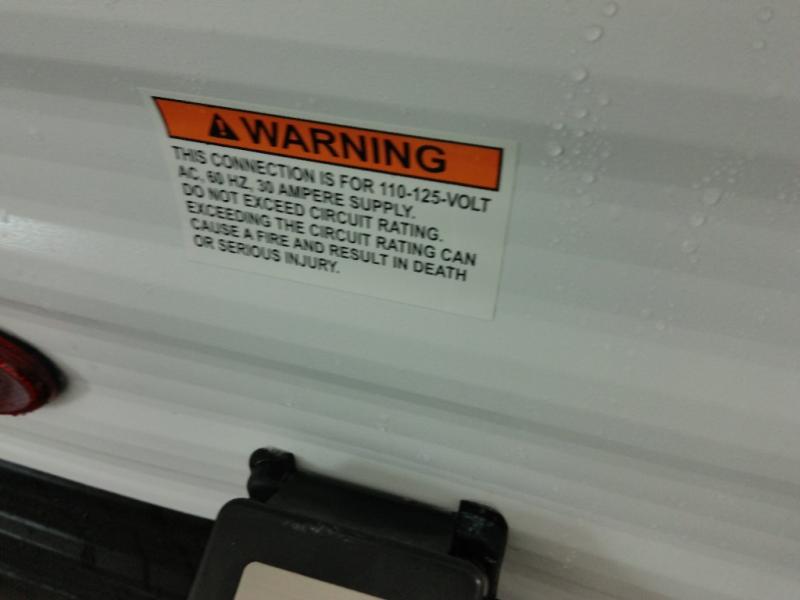 WARNING
THIS CONNECTION IS FOR 110-125-VOLT
AC, 60 HZ, 30 AMPERE SUPPLY.
DO NOT EXCEED CIRCUIT RATING.
EXCEEDING THE CIRCUIT RATING CAN
CAUSE A FIRE AND RESULT IN DEATH
OR SERIOUS INJURY.